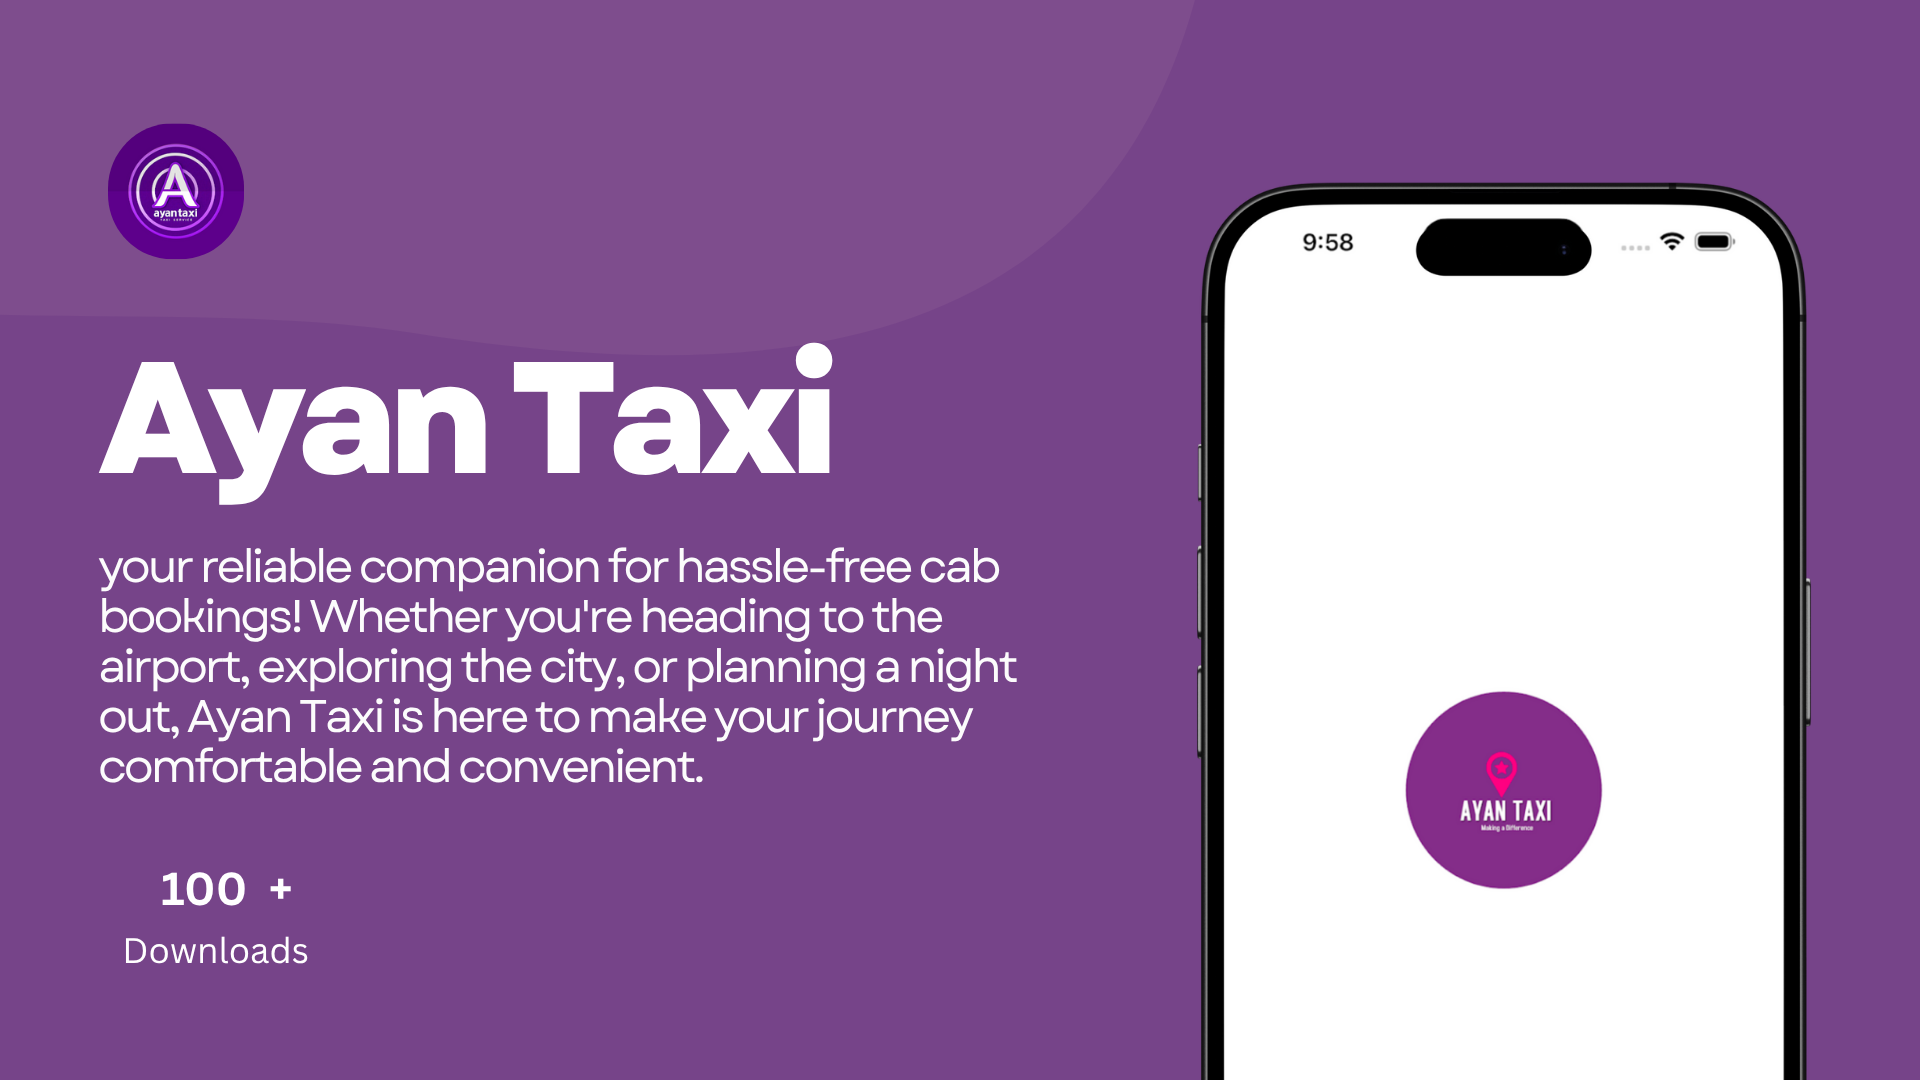 A
ayantaxi
TAXI SERVICE
Ayan Taxi
your reliable companion for hassle-free cab
bookings! Whether you're heading to the
airport, exploring the city, or planning a night
out, Ayan Taxi is here to make your journey
comfortable and convenient.
100 +
Downloads
9:58
AYAN TAXI
Making a Difference